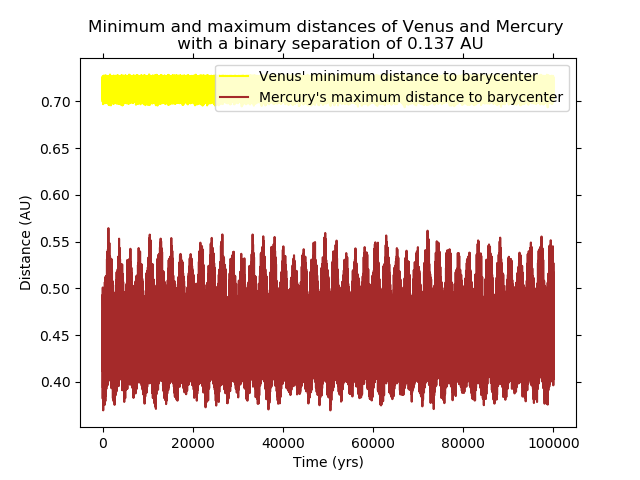 Minimum and maximum distances of Venus and Mercury
with a binary separation of 0.137 AU
Venus' minimum distance to barycenter
Mercury's maximum distance to barycenter
Distance (AU)
0.70
0.65
0.60
0.55
0.50
0.45
0.40
0
20000
40000
60000
80000
100000
Time (yrs)